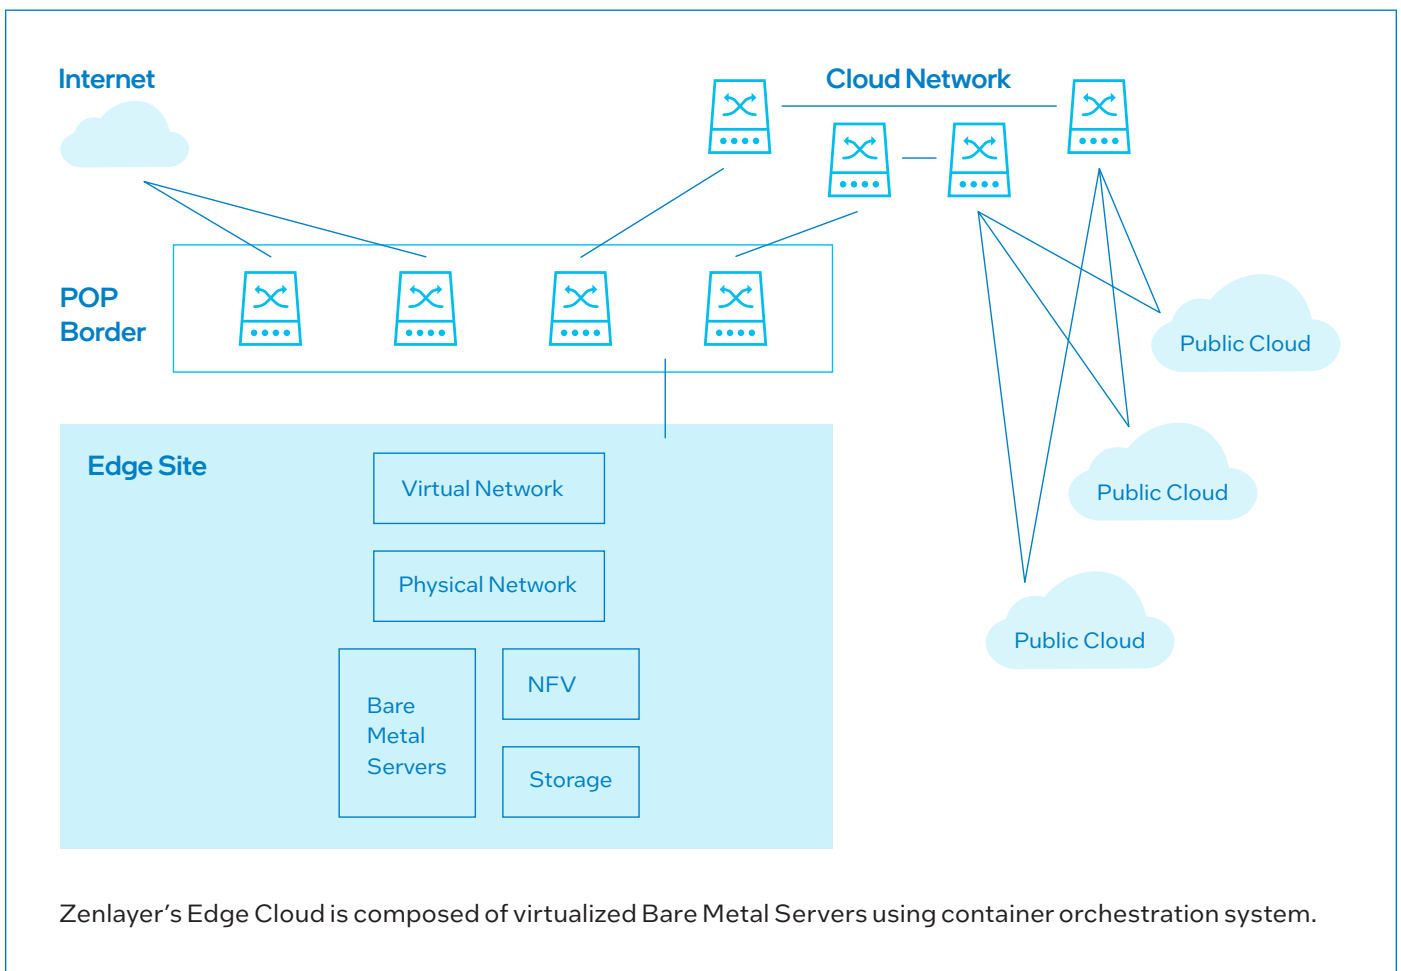 Internet
Cloud Network
POP
Border
Public Cloud
Public Cloud
Public Cloud
Edge Site
Virtual Network
Physical Network
Bare
Metal
Servers
NFV
Storage
Zenlayer’s Edge Cloud is composed of virtualized Bare Metal Servers using container orchestration system.